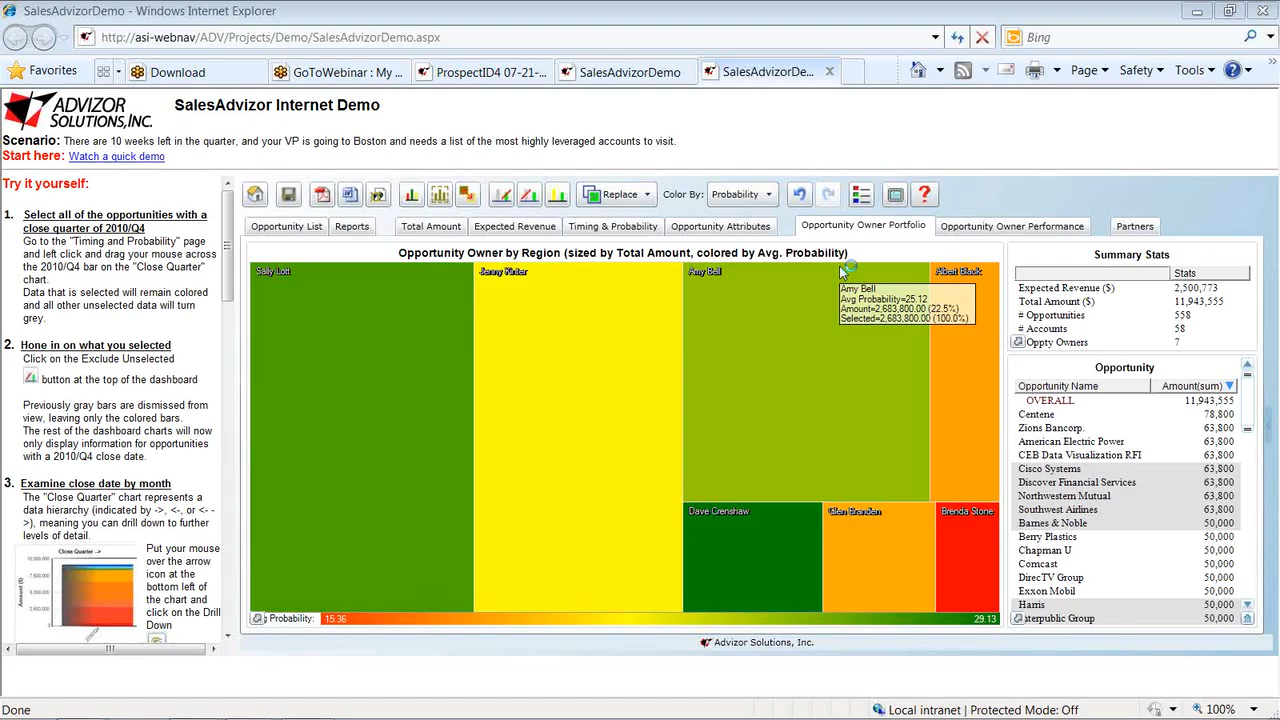 SalesAdvizorDemo - Windows Internet Explorer
http://asi-webnav/ADV/Projects/Demo/SalesAdvizorDemo.aspx
Bing
Favorites
Download
GoToWebinar : My ...
ProspectID4 07-21-...
SalesAdvizorDemo
SalesAdvizorDe...
Page
Safety
Tools
ADVIZOR
SOLUTIONS, INC.
SalesAdvizor Internet Demo
Scenario: There are 10 weeks left in the quarter, and your VP is going to Boston and needs a list of the most highly leveraged accounts to visit.
Start here: Watch a quick demo
Try it yourself:
1. Select all of the opportunities with a
close quarter of 2010/Q4
Go to the "Timing and Probability" page
and left click and drag your mouse
across the 2010/Q4 bar on the "Close Quarter"
chart.
Data that is selected will remain colored
and all other unselected data will turn
grey.
2. Hone in on what you selected
Click on the Exclude Unselected
button at the top of the dashboard
Previously gray bars are dismissed from
view, leaving only the colored bars.
The rest of the dashboard charts will now
only display information for opportunities
with a 2010/Q4 close date.
3. Examine close date by month
The "Close Quarter" chart represents a
data hierarchy (indicated by ->, <-, or <-
>), meaning you can drill down to further
levels of detail.
Close Quarter ->
Amount ($)
Put your mouse
over the arrow
icon at the
bottom left of
the chart and
click on the Drill
Down
Replace
Color By:
Probability
Opportunity List
Reports
Total Amount
Expected Revenue
Timing & Probability
Opportunity Attributes
Opportunity Owner Portfolio
Opportunity Owner Performance
Partners
Opportunity Owner by Region (sized by Total Amount, colored by Avg. Probability)
Sally Lott
Jenny Kinter
Amy Bell
Albert Black
Amy Bell
Avg Probability=25.12
Amount=2,683,800.00 (22.5%)
Selected=2,683,800.00 (100.0%)
Dave Crenshaw
Glen Branden
Brenda Stone
Probability:
15.36
29.13
Summary Stats
Stats
Expected Revenue ($) 2,500,773
Total Amount ($) 11,943,555
# Opportunities 558
# Accounts 58
Oppty Owners 7
Opportunity
Opportunity Name Amount(sum)
OVERALL 11,943,555
Centene 78,800
Zions Bancorp. 63,800
American Electric Power 63,800
CEB Data Visualization RFI 63,800
Cisco Systems 63,800
Discover Financial Services 63,800
Northwestern Mutual 63,800
Southwest Airlines 63,800
Barnes & Noble 50,000
Berry Plastics 50,000
Chapman U 50,000
Comcast 50,000
DirecTV Group 50,000
Exxon Mobil 50,000
Harris 50,000
nterpublic Group 50,000
Advizor Solutions, Inc.
Done
Local intranet | Protected Mode: Off
100%